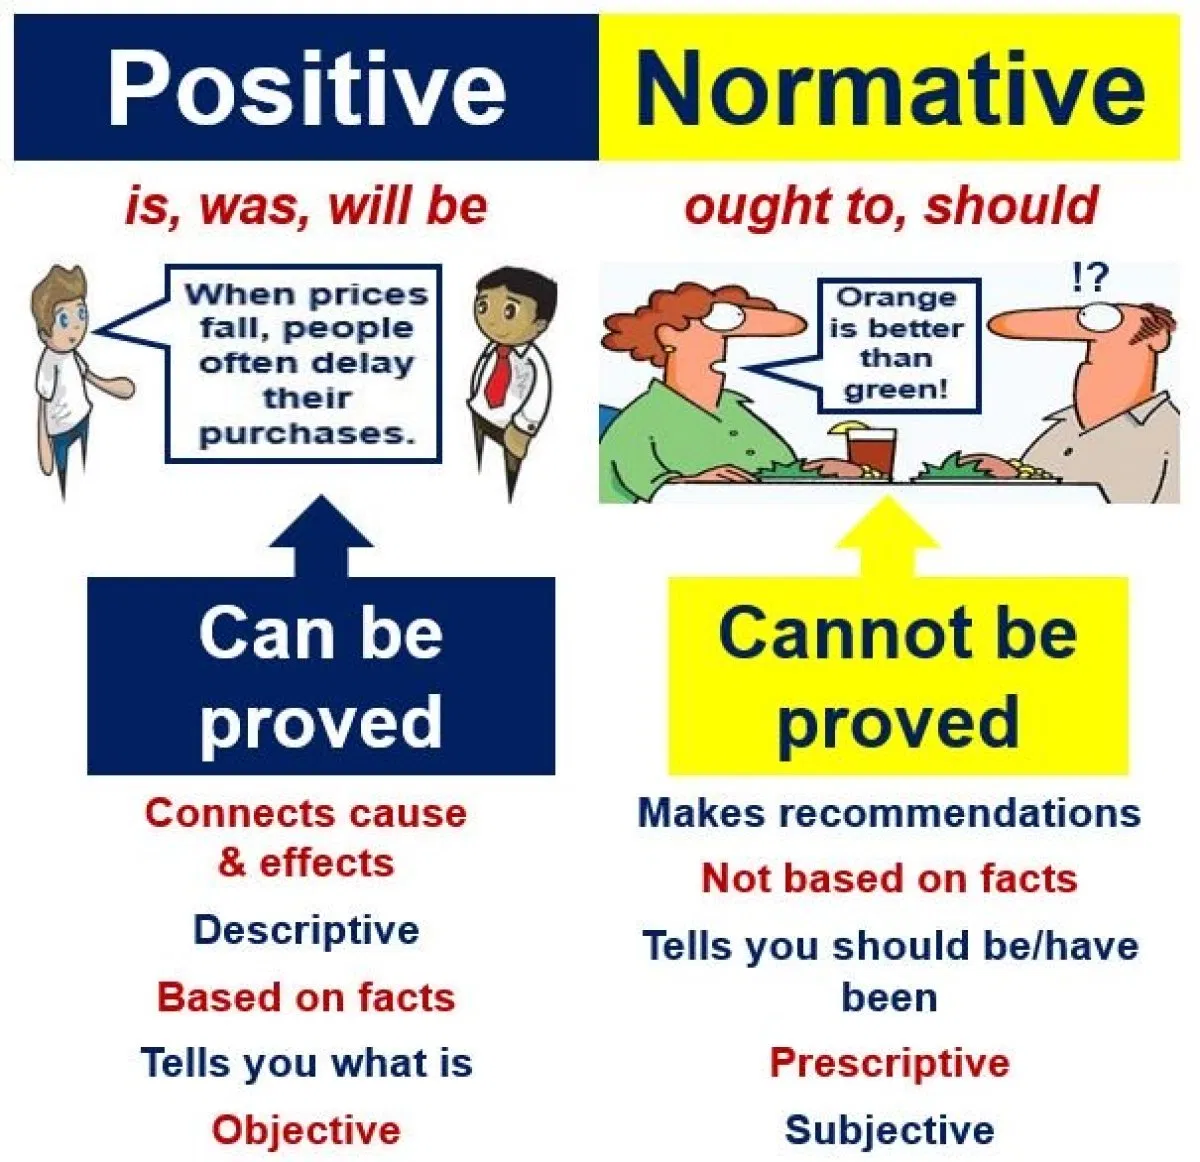 Positive
Normative
is, was, will be
ought to, should
When prices
fall, people
often delay
their
purchases.
!?
Orange
is better
than
green!
Can be
proved
Cannot be
proved
Connects cause
& effects
Descriptive
Based on facts
Tells you what is
Objective
Makes recommendations
Not based on facts
Tells you should be/have
been
Prescriptive
Subjective